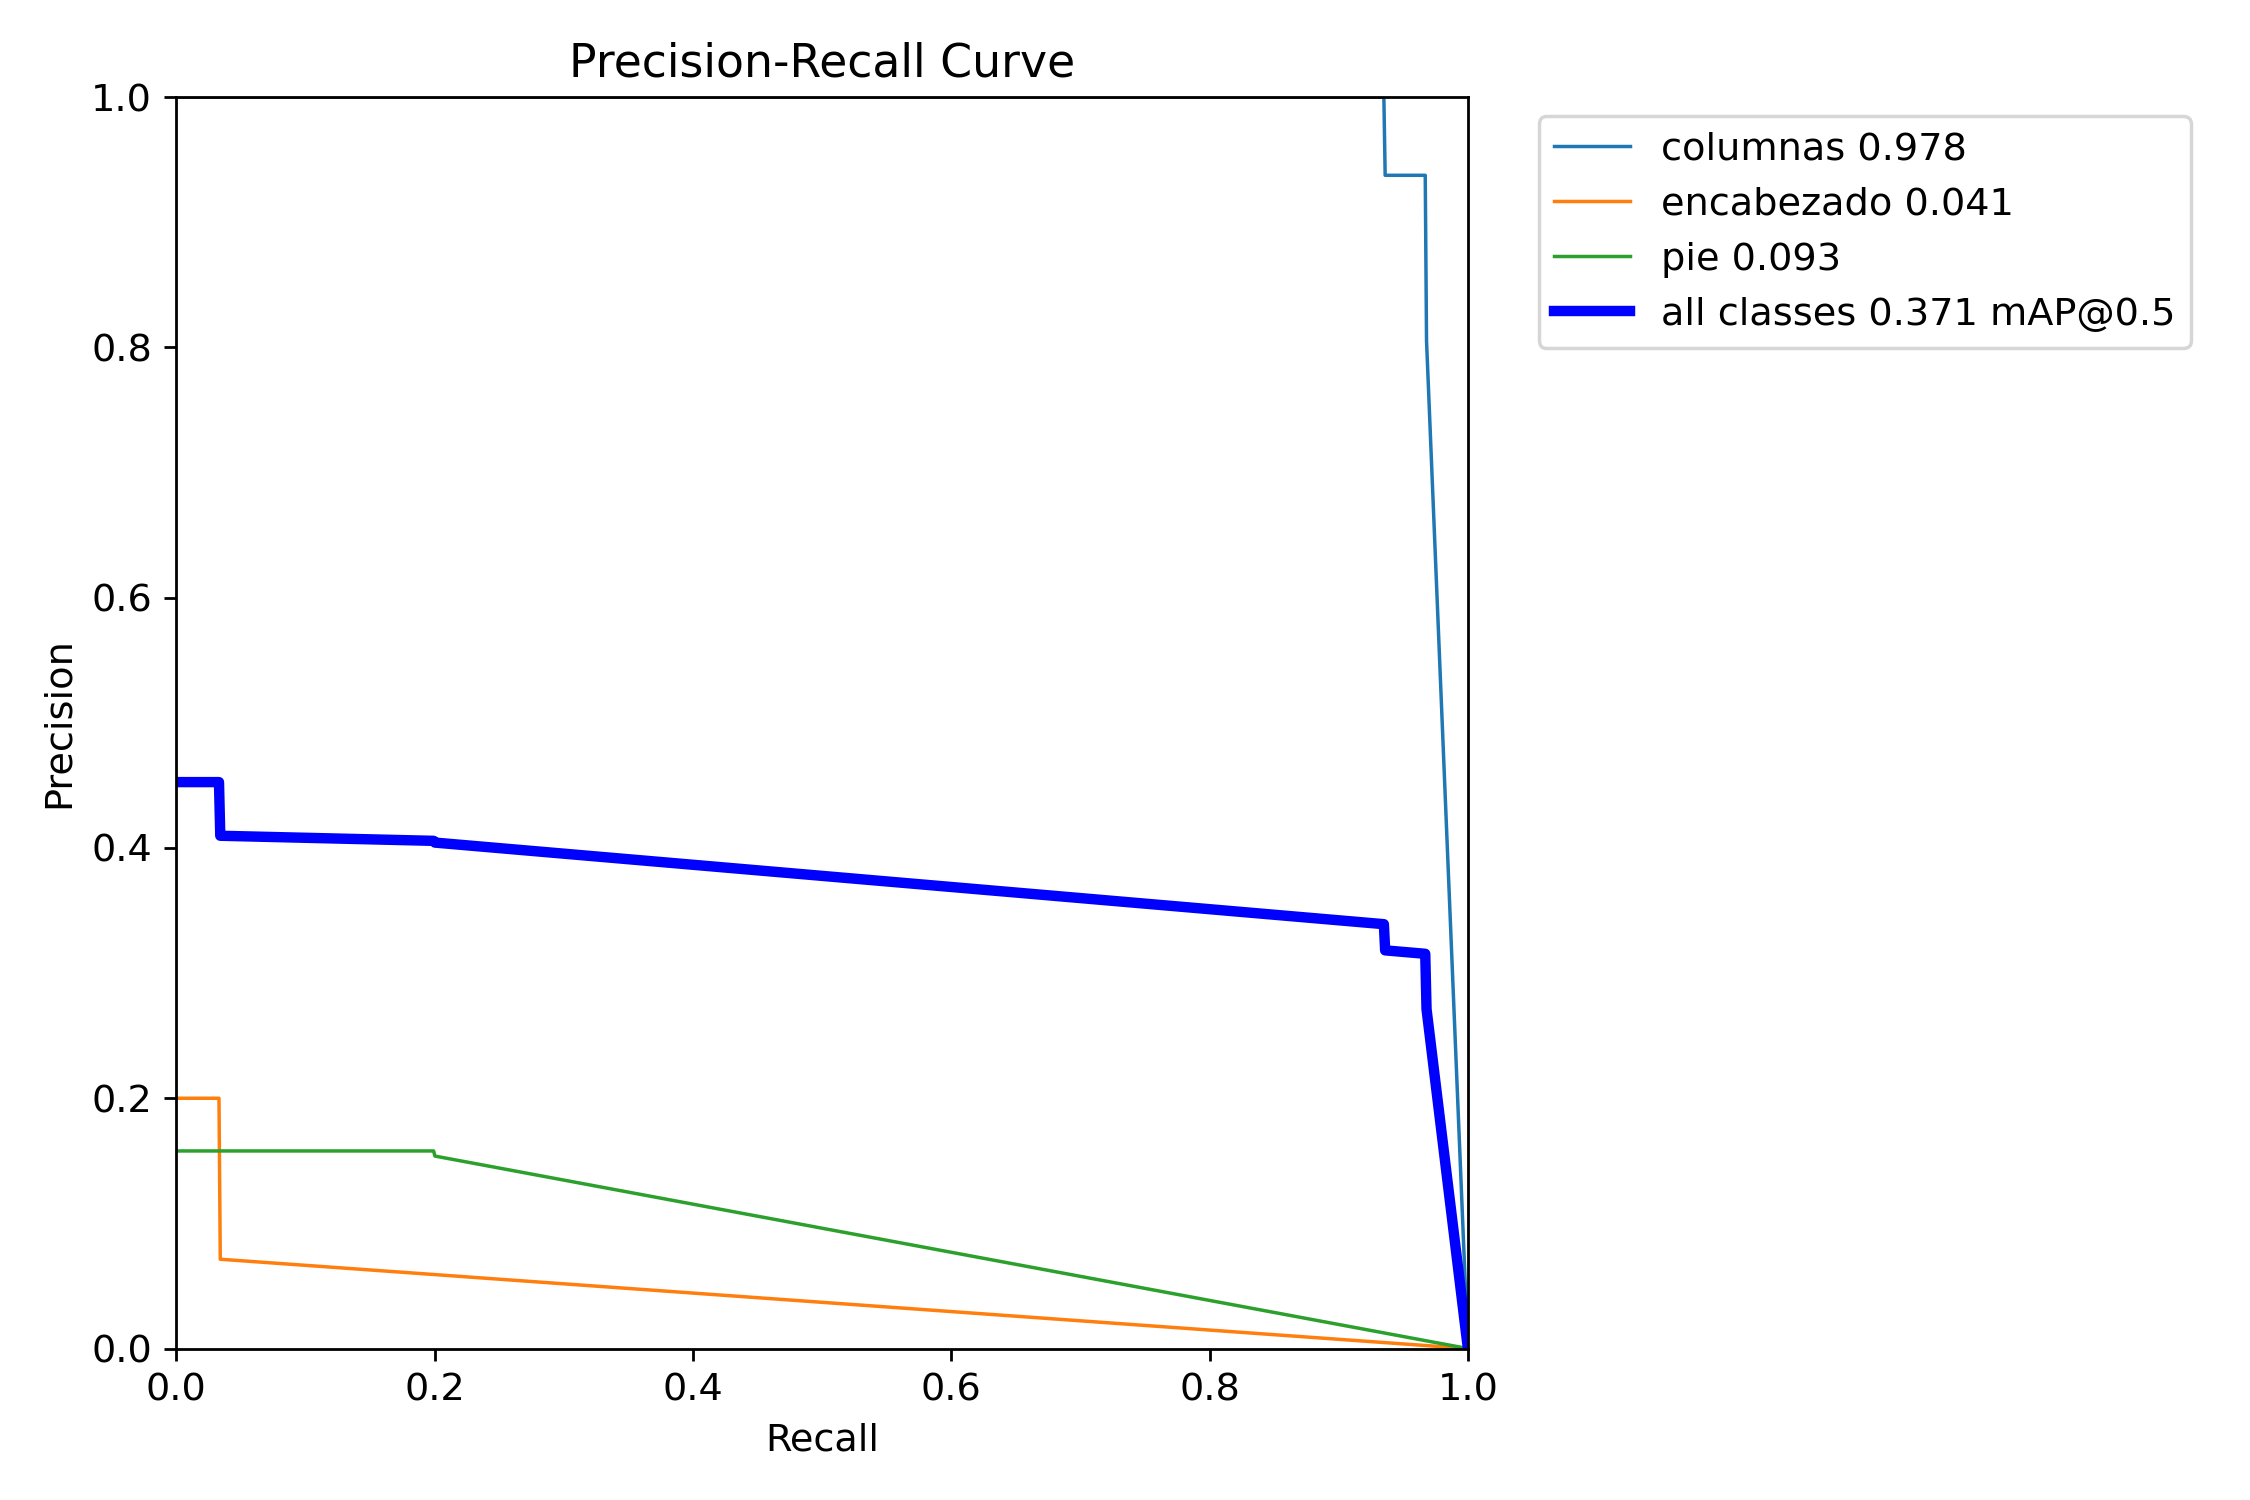 Precision-Recall Curve
1.0
0.8
0.6
0.4
0.2
0.0
Precision
0.0 0.2 0.4 0.6 0.8 1.0
Recall
columnas 0.978
encabezado 0.041
pie 0.093
all classes 0.371 mAP@0.5